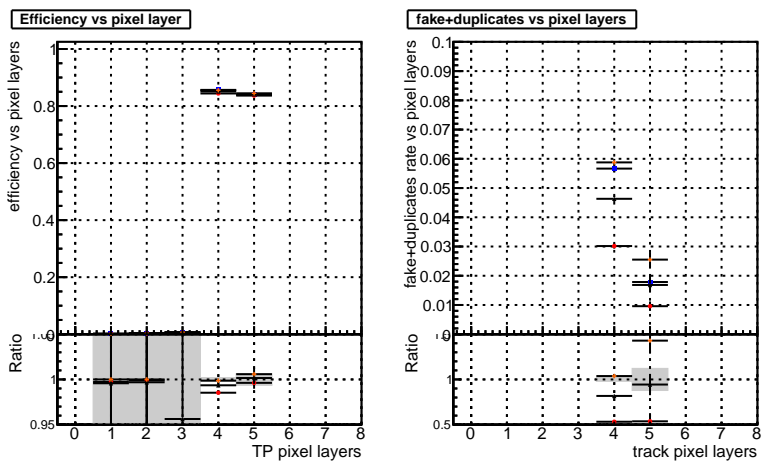 Efficiency vs pixel layer
efficiency vs pixel layers
1
0.8
0.6
0.4
0.2
0
Ratio
1
0.95
0 1 2 3 4 5 6 7 8
TP pixel layers
fake+duplicates vs pixel layers
fake+duplicates rate vs pixel layers
0.1
0.09
0.08
0.07
0.06
0.05
0.04
0.03
0.02
0.01
0
Ratio
1
0.5
0 1 2 3 4 5 6 7 8
track pixel layers